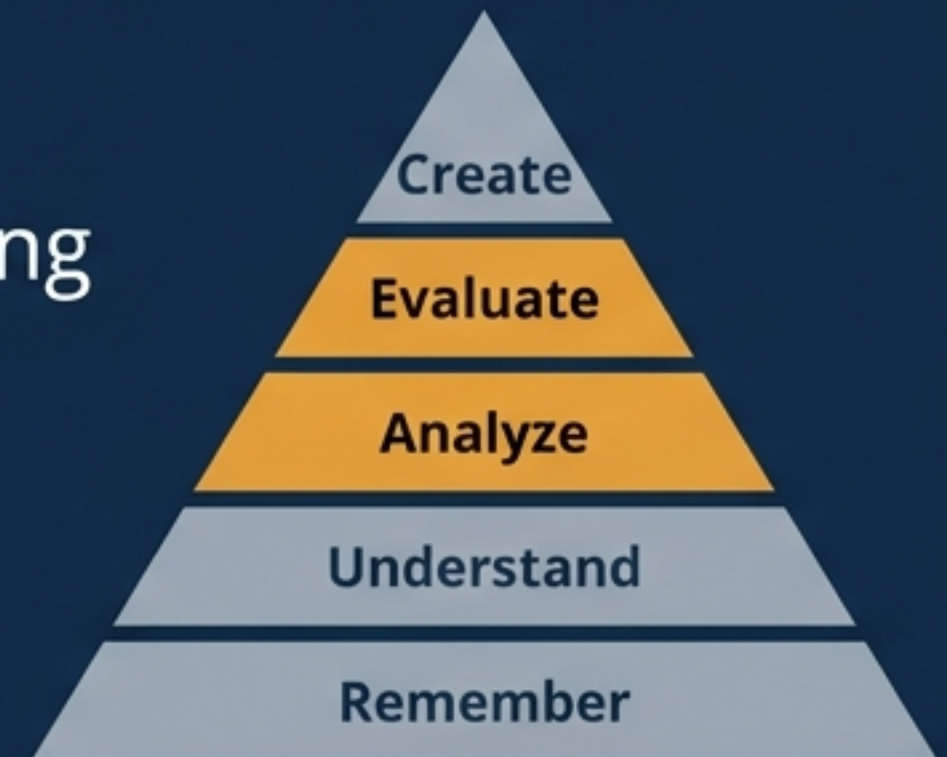 Create
ng
Evaluate
Analyze
Understand
Remember